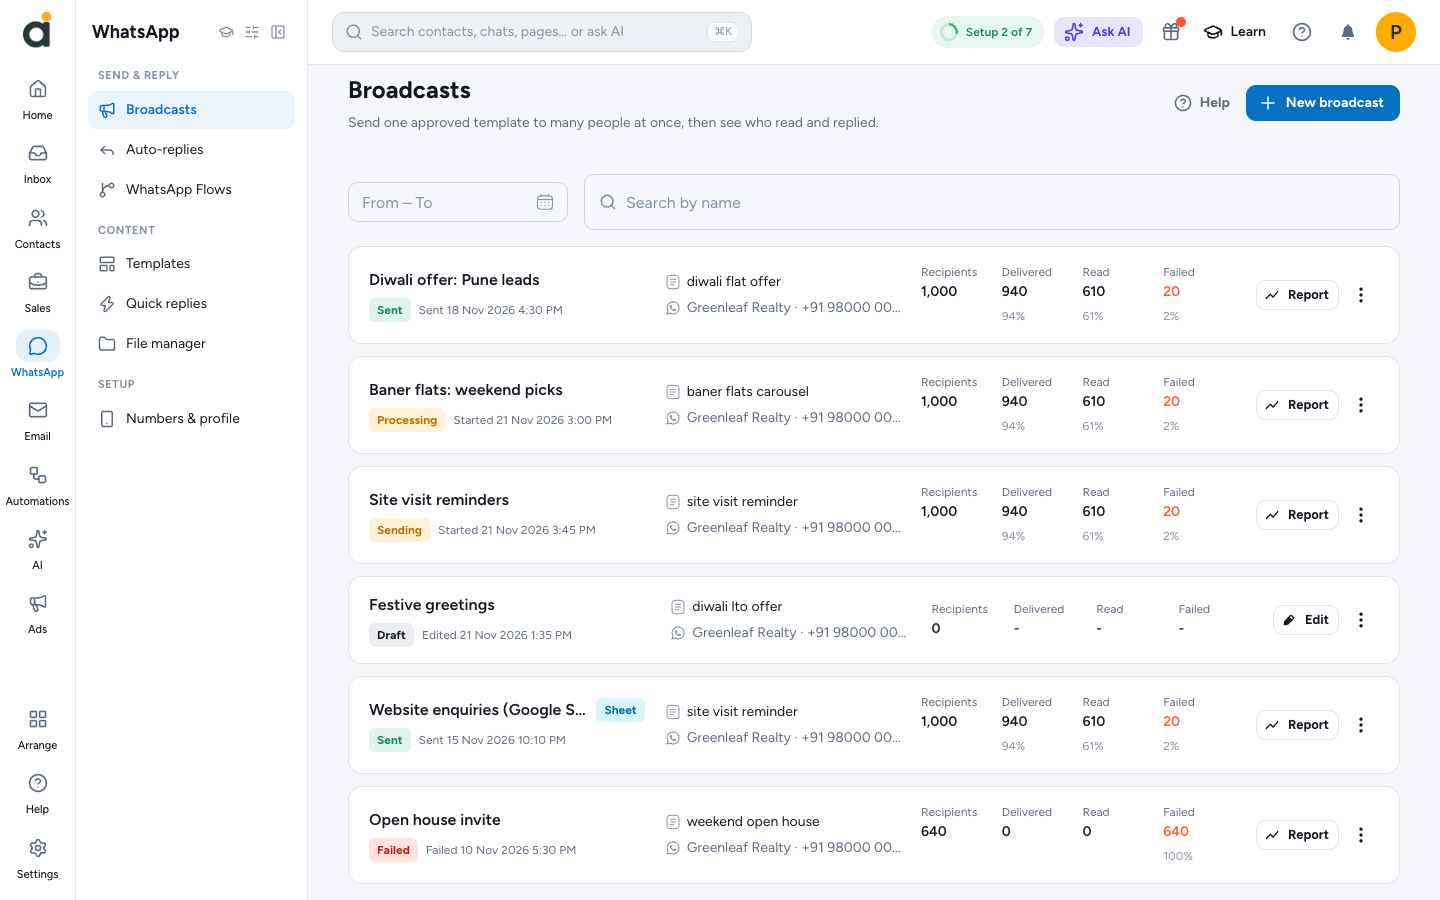 WhatsApp
Search contacts, chats, pages... or ask AI
⌘K
Setup 2 of 7
Ask AI
Learn
P
Home
Inbox
Contacts
Sales
WhatsApp
Email
Automations
AI
Ads
Arrange
Help
Settings
SEND & REPLY
Broadcasts
Auto-replies
WhatsApp Flows
CONTENT
Templates
Quick replies
File manager
SETUP
Numbers & profile
Broadcasts
Send one approved template to many people at once, then see who read and replied.
Help
New broadcast
From – To
Search by name
Diwali offer: Pune leads
Sent Sent 18 Nov 2026 4:30 PM
diwali flat offer
Greenleaf Realty · +91 98000 00...
Recipients Delivered Read Failed
1,000 940 610 20
94% 61% 2%
Report
Baner flats: weekend picks
Processing Started 21 Nov 2026 3:00 PM
baner flats carousel
Greenleaf Realty · +91 98000 00...
Recipients Delivered Read Failed
1,000 940 610 20
94% 61% 2%
Report
Site visit reminders
Sending Started 21 Nov 2026 3:45 PM
site visit reminder
Greenleaf Realty · +91 98000 00...
Recipients Delivered Read Failed
1,000 940 610 20
94% 61% 2%
Report
Festive greetings
Draft Edited 21 Nov 2026 1:35 PM
diwali lto offer
Greenleaf Realty · +91 98000 00...
Recipients Delivered Read Failed
0 - - -
Edit
Website enquiries (Google S... Sheet
Sent Sent 15 Nov 2026 10:10 PM
site visit reminder
Greenleaf Realty · +91 98000 00...
Recipients Delivered Read Failed
1,000 940 610 20
94% 61% 2%
Report
Open house invite
Failed Failed 10 Nov 2026 5:30 PM
weekend open house
Greenleaf Realty · +91 98000 00...
Recipients Delivered Read Failed
640 0 0 640
100%
Report